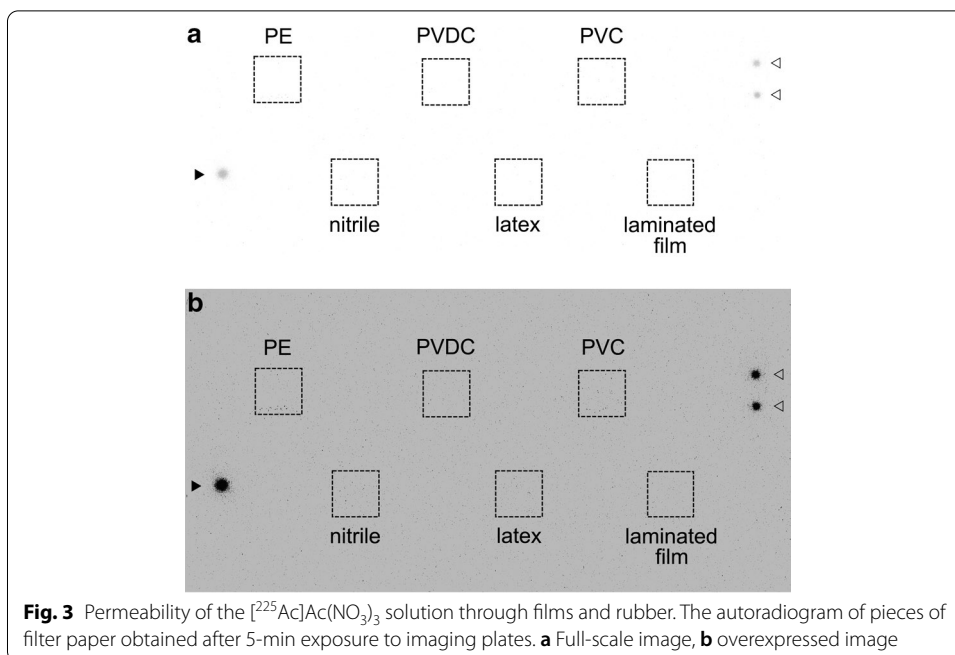 a
PE PVDC PVC
nitrile latex laminated
film
b
PE PVDC PVC
nitrile latex laminated
film
Fig. 3 Permeability of the [²²⁵Ac]Ac(NO₃)₃ solution through films and rubber. The autoradiogram of pieces of
filter paper obtained after 5-min exposure to imaging plates. a Full-scale image, b overexpressed image